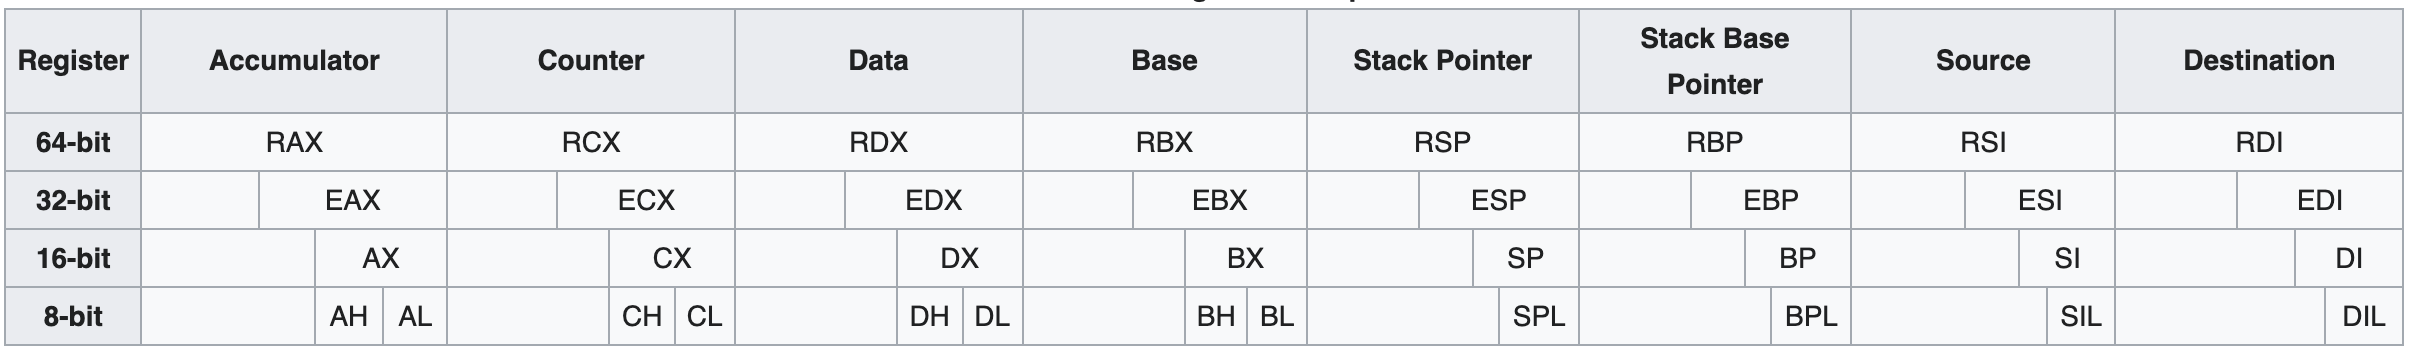 Register Accumulator Counter Data Base Stack Pointer Stack Base Pointer Source Destination
64-bit RAX RCX RDX RBX RSP RBP RSI RDI
32-bit EAX ECX EDX EBX ESP EBP ESI EDI
16-bit AX CX DX BX SP BP SI DI
8-bit AH AL CH CL DH DL BH BL SPL BPL SIL DIL